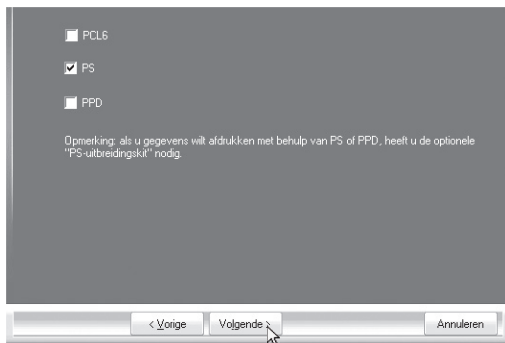 PCL6
PS
PPD
Opmerking: als u gegevens wilt afdrukken met behulp van PS of PPD, heeft u de optionele
"PS-uitbreidingskit" nodig.
< Vorige
Volgende >
Annuleren